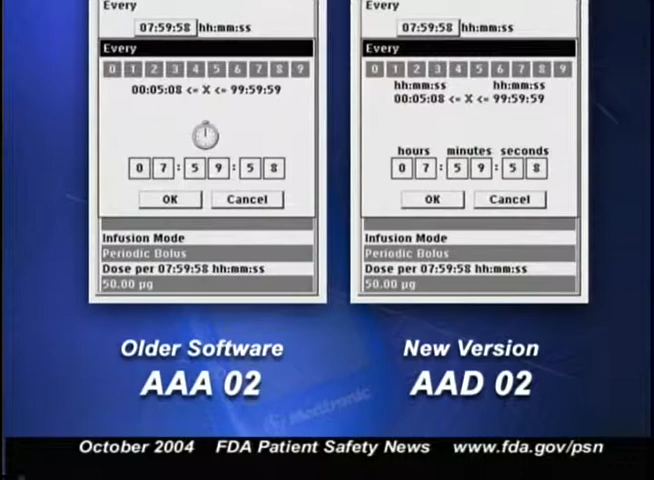 Every
07:59:58 hh:mm:ss
Every
0 1 2 3 4 5 6 7 8 9
00:05:08 <= X <= 99:59:59
0 7 : 5 9 : 5 8
OK Cancel
Infusion Mode
Periodic Bolus
Dose per 07:59:58 hh:mm:ss
50.00 µg
Older Software
AAA 02
Every
07:59:58 hh:mm:ss
Every
0 1 2 3 4 5 6 7 8 9
hh:mm:ss hh:mm:ss
00:05:08 <= X <= 99:59:59
hours minutes seconds
0 7 : 5 9 : 5 8
OK Cancel
Infusion Mode
Periodic Bolus
Dose per 07:59:58 hh:mm:ss
50.00 µg
New Version
AAD 02
Medtronic
October 2004 FDA Patient Safety News www.fda.gov/psn